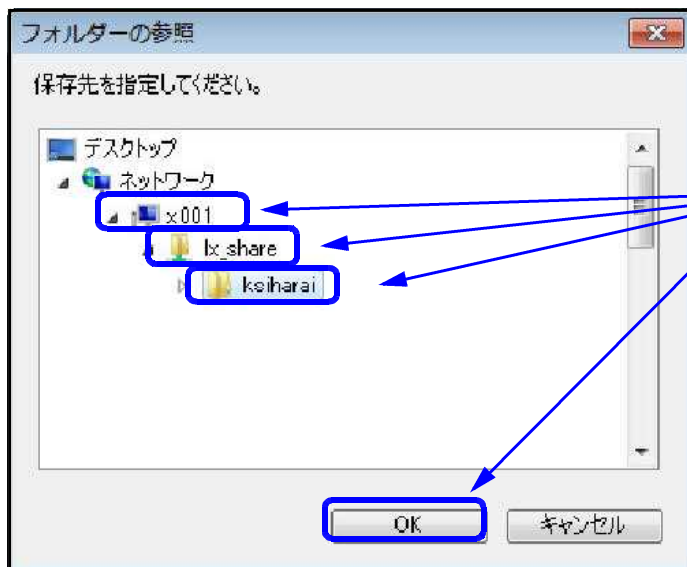 フォルダーの参照
保存先を指定してください。
デスクトップ
ネットワーク
x001
lx_share
ksiharai
OK キャンセル